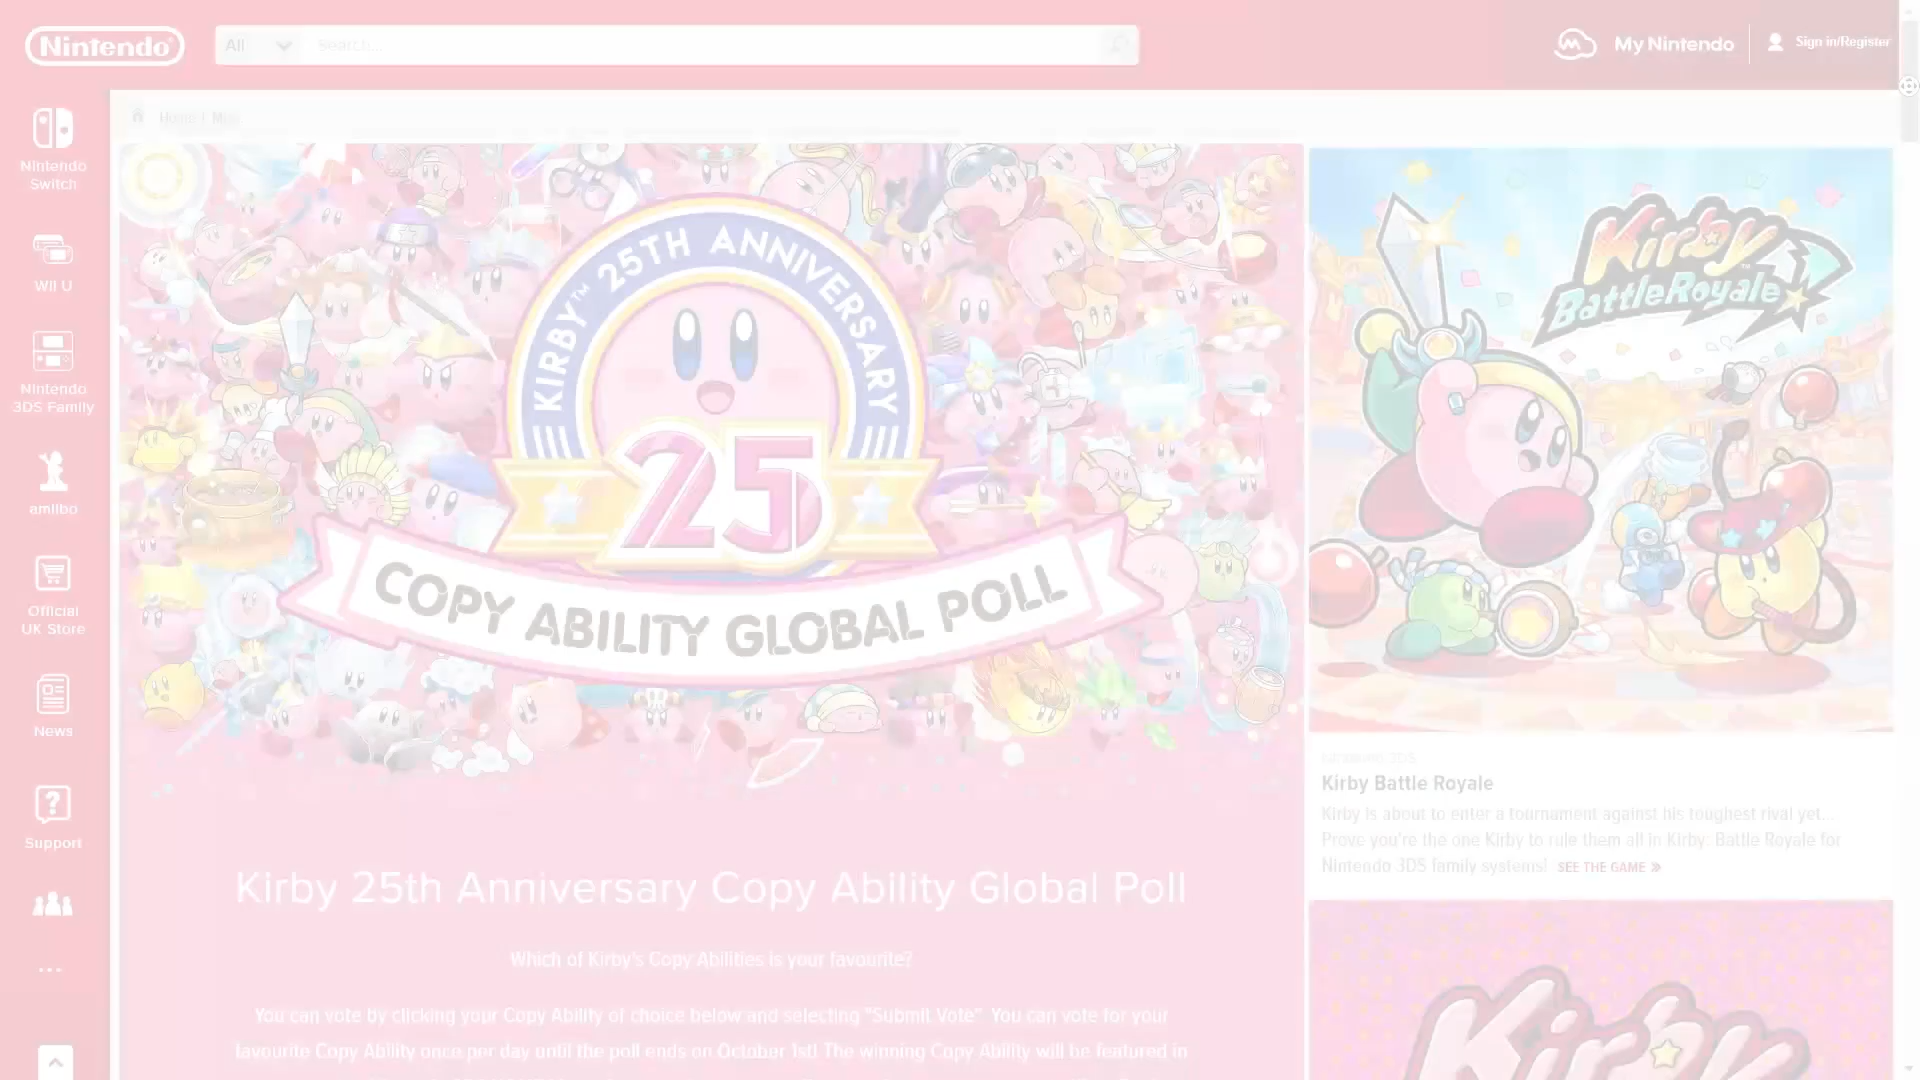 Nintendo
All
Search...
My Nintendo
Sign in/Register
Home | Misc
Nintendo
Switch
Wii U
Nintendo
3DS Family
amiibo
Official
UK Store
News
Support
...
KIRBY™ 25TH ANNIVERSARY
25
COPY ABILITY GLOBAL POLL
Kirby 25th Anniversary Copy Ability Global Poll
Which of Kirby's Copy Abilities is your favourite?
You can vote by clicking your Copy Ability of choice below and selecting "Submit Vote". You can vote for your
favourite Copy Ability once per day until the poll ends on October 1st! The winning Copy Ability will be featured in
Kirby
Battle Royale
Nintendo 3DS
Kirby Battle Royale
Kirby is about to enter a tournament against his toughest rival yet...
Prove you're the one Kirby to rule them all in Kirby: Battle Royale for
Nintendo 3DS family systems! SEE THE GAME »
Kirby